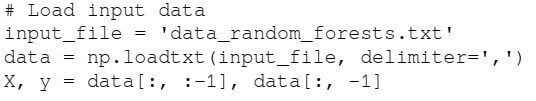 # Load input data
input_file = 'data_random_forests.txt'
data = np.loadtxt(input_file, delimiter=',')
X, y = data[:, :-1], data[:, -1]